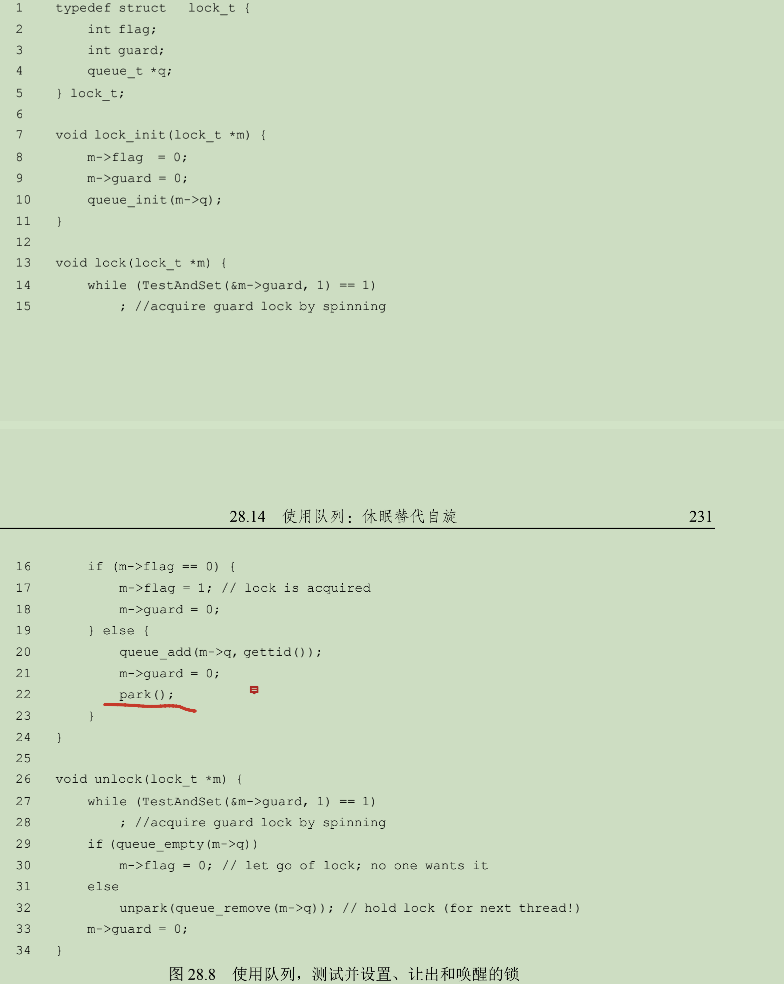 1 typedef struct lock_t {
2 int flag;
3 int guard;
4 queue_t *q;
5 } lock_t;
6
7 void lock_init(lock_t *m) {
8 m->flag = 0;
9 m->guard = 0;
10 queue_init(m->q);
11 }
12
13 void lock(lock_t *m) {
14 while (TestAndSet(&m->guard, 1) == 1)
15 ; //acquire guard lock by spinning
28.14 使用队列：休眠替代自旋 231
16 if (m->flag == 0) {
17 m->flag = 1; // lock is acquired
18 m->guard = 0;
19 } else {
20 queue_add(m->q, gettid());
21 m->guard = 0;
22 park();
23 }
24 }
25
26 void unlock(lock_t *m) {
27 while (TestAndSet(&m->guard, 1) == 1)
28 ; //acquire guard lock by spinning
29 if (queue_empty(m->q))
30 m->flag = 0; // let go of lock; no one wants it
31 else
32 unpark(queue_remove(m->q)); // hold lock (for next thread!)
33 m->guard = 0;
34 }
图 28.8 使用队列，测试并设置、让出和唤醒的锁